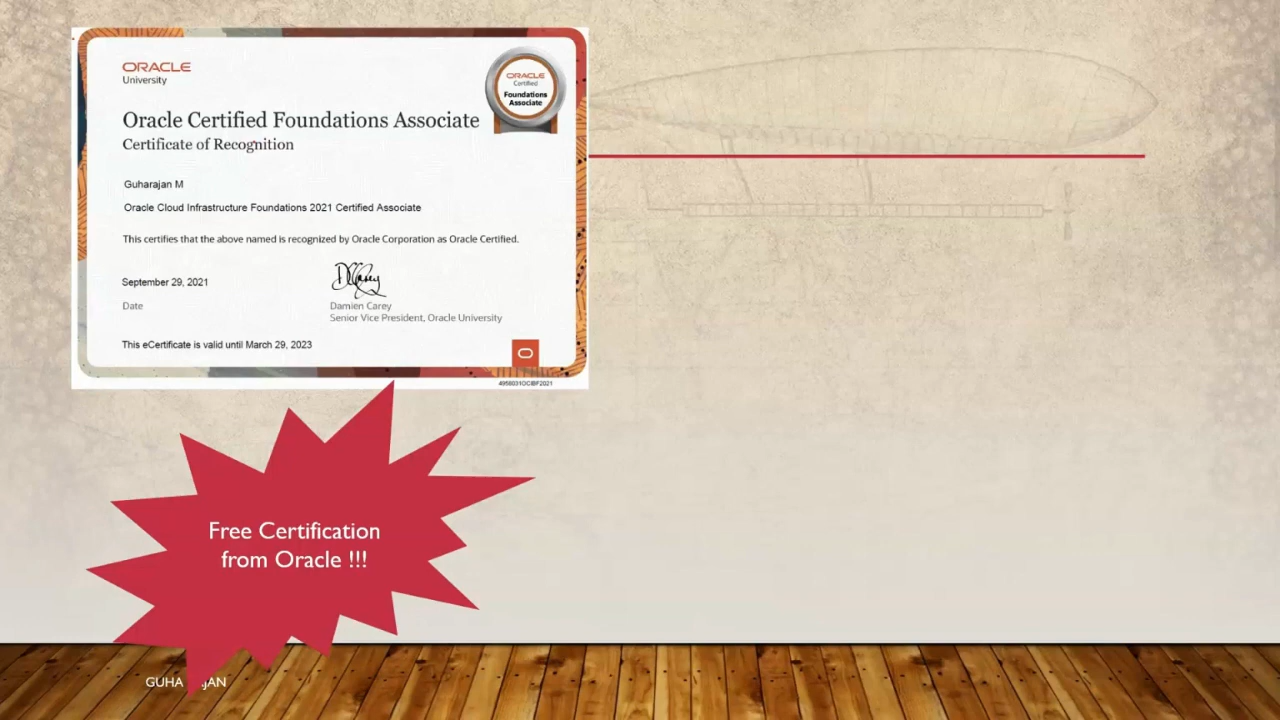 ORACLE
University
ORACLE
Certified
Foundations
Associate
Oracle Certified Foundations Associate
Certificate of Recognition
Guharajan M
Oracle Cloud Infrastructure Foundations 2021 Certified Associate
This certifies that the above named is recognized by Oracle Corporation as Oracle Certified.
September 29, 2021
Date
Damien Carey
Senior Vice President, Oracle University
This eCertificate is valid until March 29, 2023
Free Certification
from Oracle !!!